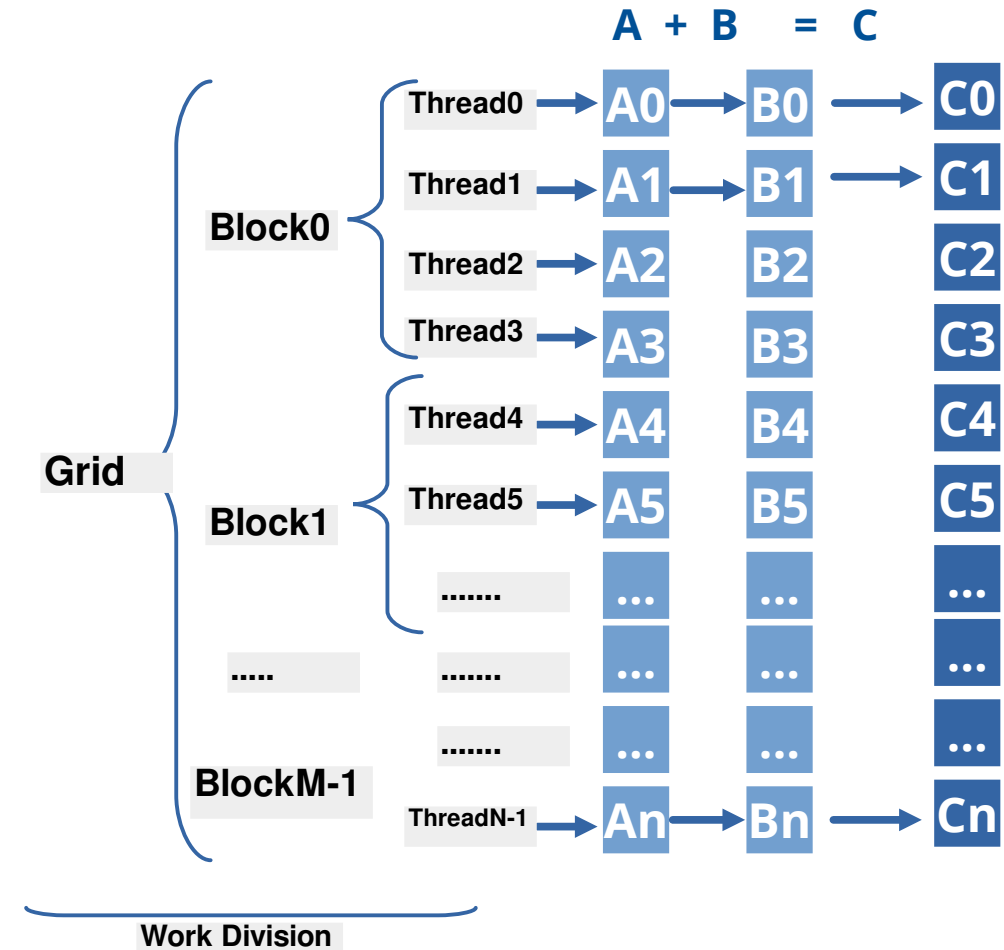 A + B = C
Thread0 A0 B0 C0
Thread1 A1 B1 C1
Block0
Thread2 A2 B2 C2
Thread3 A3 B3 C3
Thread4 A4 B4 C4
Grid
Thread5 A5 B5 C5
Block1
....... ... ... ...
..... ....... ... ... ...
....... ... ... ...
BlockM-1
ThreadN-1 An Bn Cn
Work Division